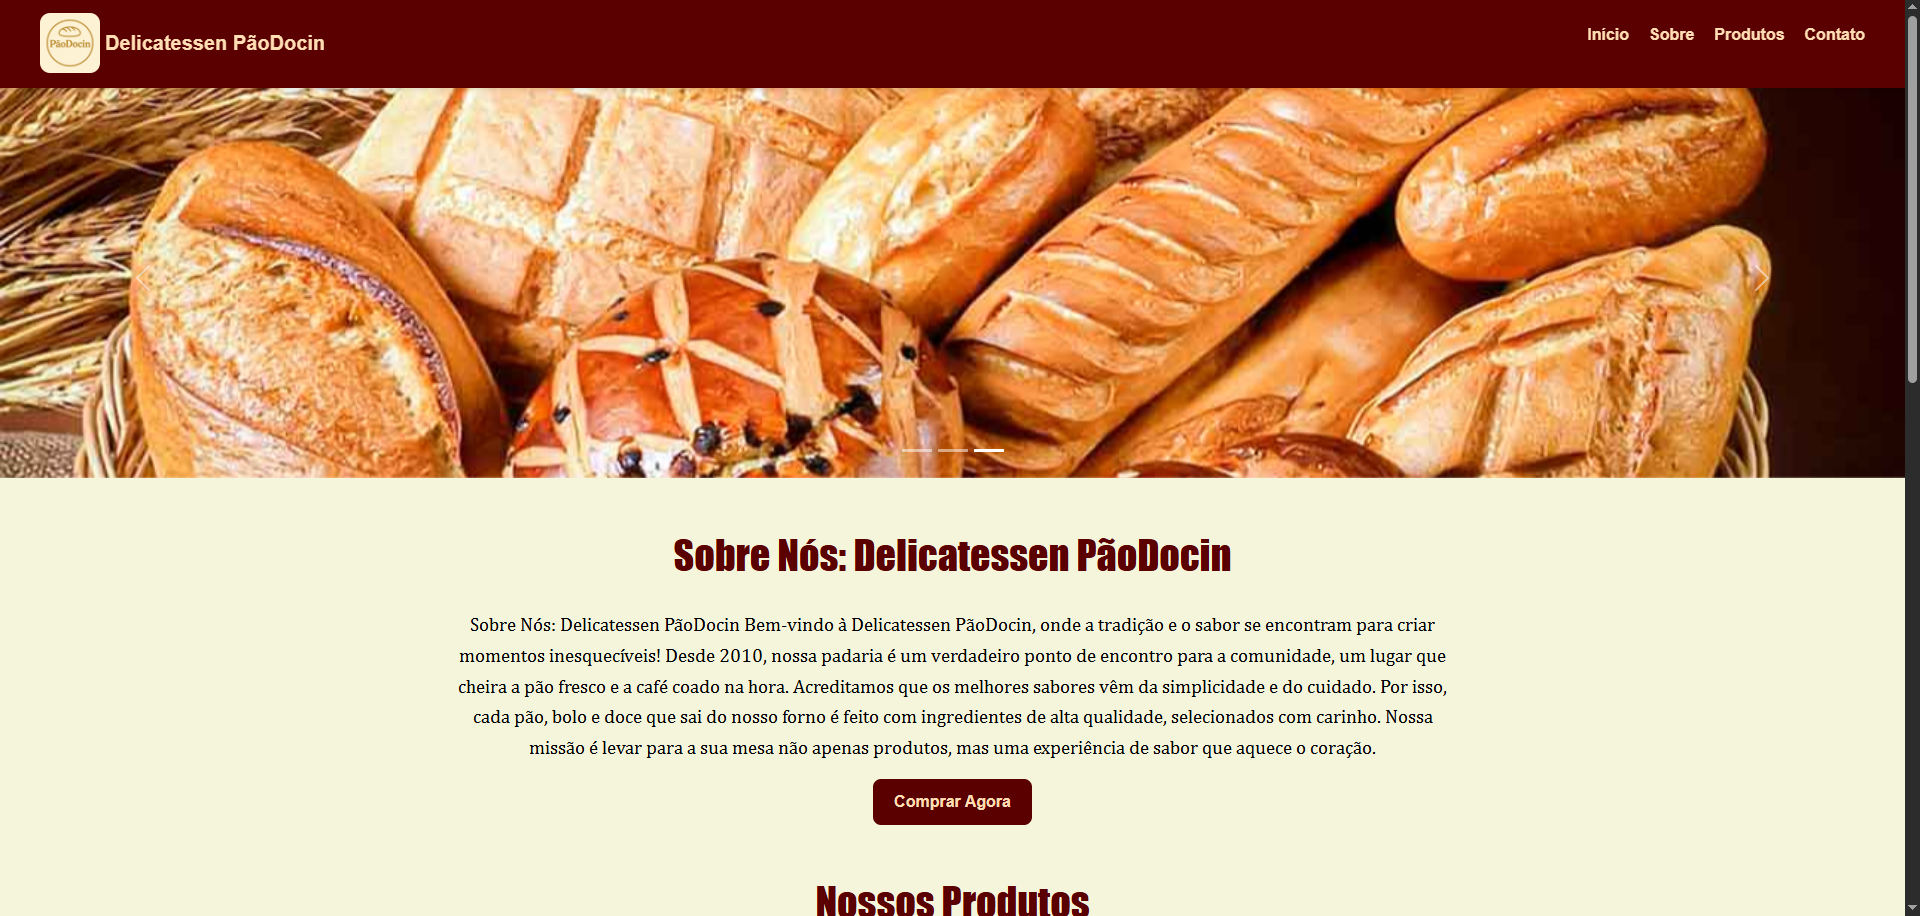 PãoDocin
Delicatessen PãoDocin
Início Sobre Produtos Contato
Sobre Nós: Delicatessen PãoDocin
Sobre Nós: Delicatessen PãoDocin Bem-vindo à Delicatessen PãoDocin, onde a tradição e o sabor se encontram para criar
momentos inesquecíveis! Desde 2010, nossa padaria é um verdadeiro ponto de encontro para a comunidade, um lugar que
cheira a pão fresco e a café coado na hora. Acreditamos que os melhores sabores vêm da simplicidade e do cuidado. Por isso,
cada pão, bolo e doce que sai do nosso forno é feito com ingredientes de alta qualidade, selecionados com carinho. Nossa
missão é levar para a sua mesa não apenas produtos, mas uma experiência de sabor que aquece o coração.
Comprar Agora
Nossos Produtos